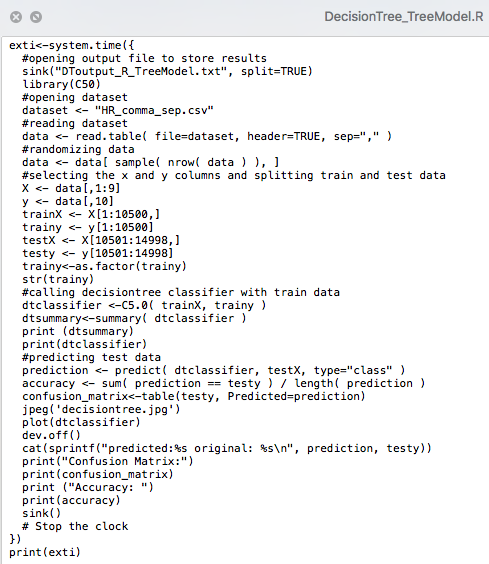 DecisionTree_TreeModel.R
exti<-system.time({
  #opening output file to store results
  sink("DToutput_R_TreeModel.txt", split=TRUE)
  library(C50)
  #opening dataset
  dataset <- "HR_comma_sep.csv"
  #reading dataset
  data <- read.table( file=dataset, header=TRUE, sep="," )
  #randomizing data
  data <- data[ sample( nrow( data ) ), ]
  #selecting the x and y columns and splitting train and test data
  X <- data[,1:9]
  y <- data[,10]
  trainX <- X[1:10500,]
  trainy <- y[1:10500]
  testX <- X[10501:14998,]
  testy <- y[10501:14998]
  trainy<-as.factor(trainy)
  str(trainy)
  #calling decisiontree classifier with train data
  dtclassifier <-C5.0( trainX, trainy )
  dtsummary<-summary( dtclassifier )
  print (dtsummary)
  print(dtclassifier)
  #predicting test data
  prediction <- predict( dtclassifier, testX, type="class" )
  accuracy <- sum( prediction == testy ) / length( prediction )
  confusion_matrix<-table(testy, Predicted=prediction)
  jpeg('decisiontree.jpg')
  plot(dtclassifier)
  dev.off()
  cat(sprintf("predicted:%s original: %s\n", prediction, testy))
  print("Confusion Matrix:")
  print(confusion_matrix)
  print ("Accuracy: ")
  print(accuracy)
  sink()
  # Stop the clock
})
print(exti)